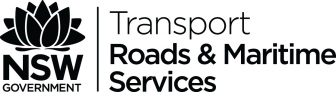 NSW
GOVERNMENT
Transport
Roads & Maritime
Services